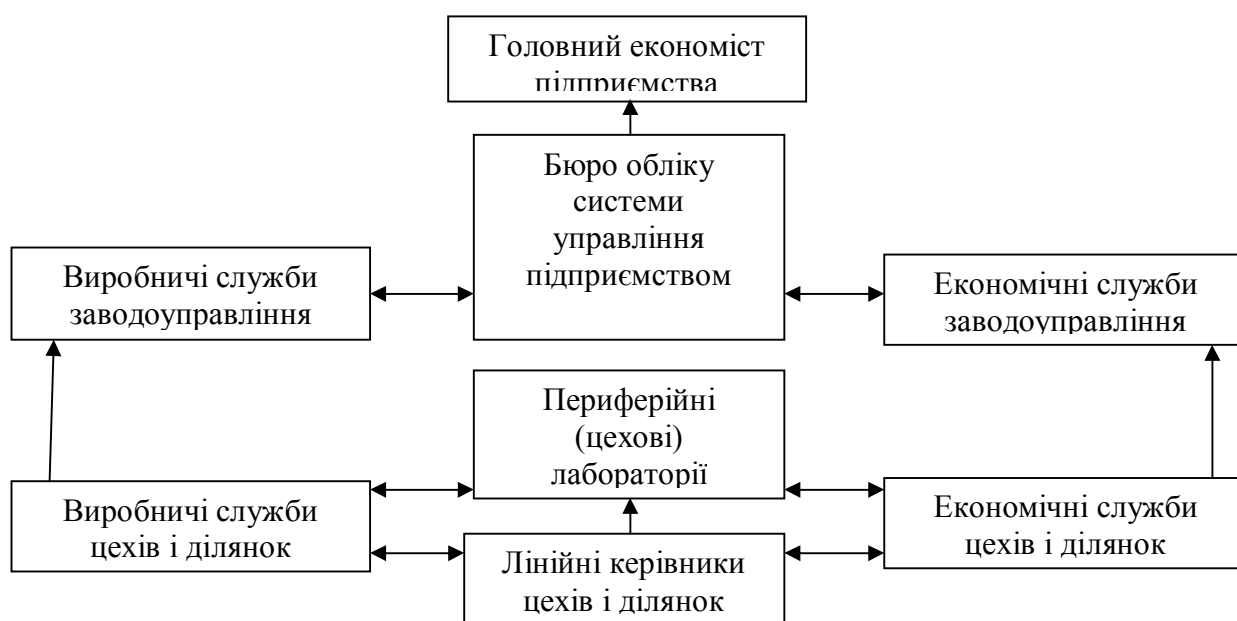 Головний економіст
підприємства
Бюро обліку
системи
управління
підприємством
Виробничі служби
заводоуправління
Економічні служби
заводоуправління
Периферійні
(цехові)
лабораторії
Виробничі служби
цехів і ділянок
Економічні служби
цехів і ділянок
Лінійні керівники
цехів і ділянок